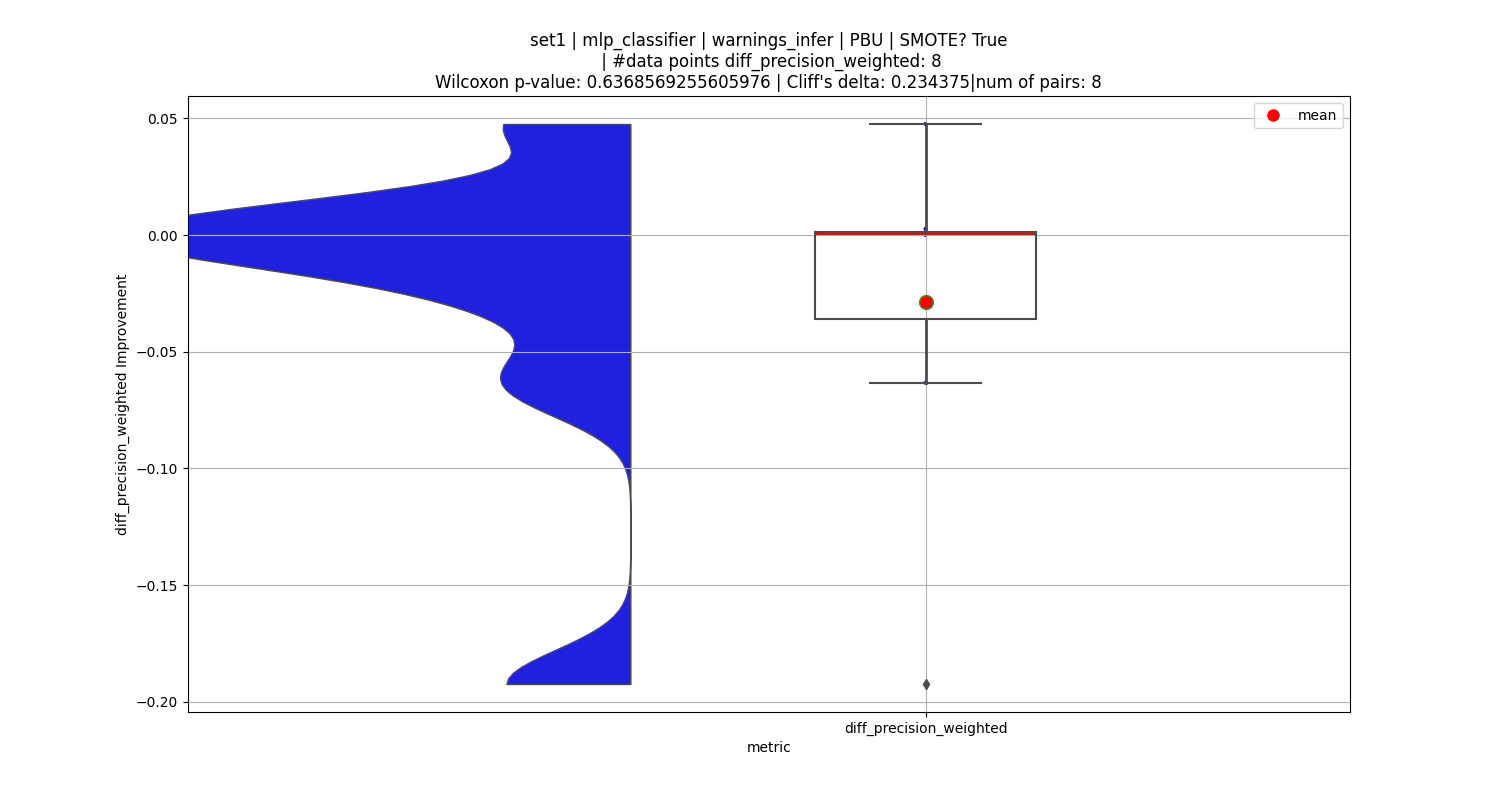 set1 | mlp_classifier | warnings_infer | PBU | SMOTE? True
| #data points diff_precision_weighted: 8
Wilcoxon p-value: 0.6368569255605976 | Cliff's delta: 0.234375|num of pairs: 8
mean
0.05
0.00
−0.05
−0.10
−0.15
−0.20
diff_precision_weighted Improvement
diff_precision_weighted
metric